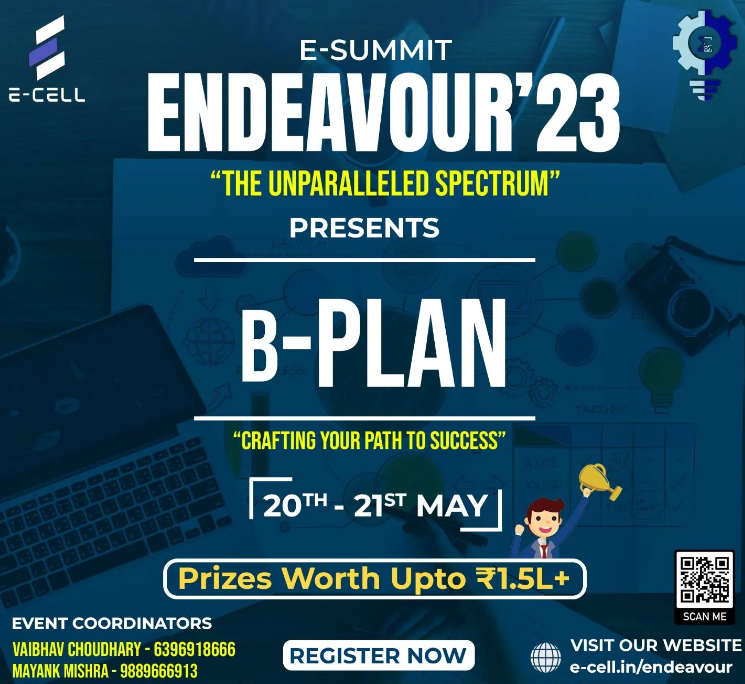 E-CELL
E-SUMMIT
ENDEAVOUR'23
“THE UNPARALLELED SPECTRUM”
PRESENTS
B-PLAN
“CRAFTING YOUR PATH TO SUCCESS”
20TH - 21ST MAY
Prizes Worth Upto ₹1.5L+
SCAN ME
EVENT COORDINATORS
VAIBHAV CHOUDHARY - 6396918666
MAYANK MISHRA - 9889666913
REGISTER NOW
VISIT OUR WEBSITE
e-cell.in/endeavour
TARGET